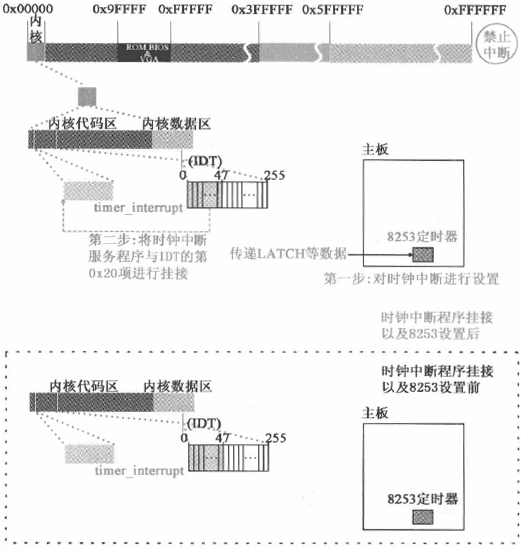 0x00000 0x9FFFF 0xFFFFF 0x3FFFFF 0x5FFFFF 0xFFFFFF
内核
ROM BIOS
&
VGA
禁止
中断
内核代码区 内核数据区
(IDT)
0 47 255
timer_interrupt
第二步:将时钟中断
服务程序与IDT的第
0x20项进行挂接
主板
8253定时器
传递LATCH等数据
第一步:对时钟中断进行设置
时钟中断程序挂接
以及8253设置后
时钟中断程序挂接
以及8253设置前
内核代码区 内核数据区
(IDT)
0 47 255
timer_interrupt
主板
8253定时器